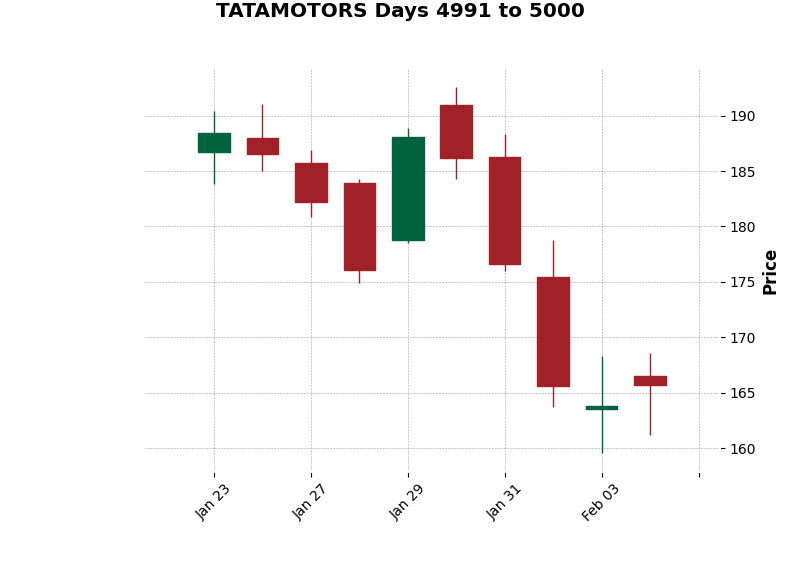 TATAMOTORS Days 4991 to 5000
190
185
180
175
170
165
160
Price
Jan 23
Jan 27
Jan 29
Jan 31
Feb 03